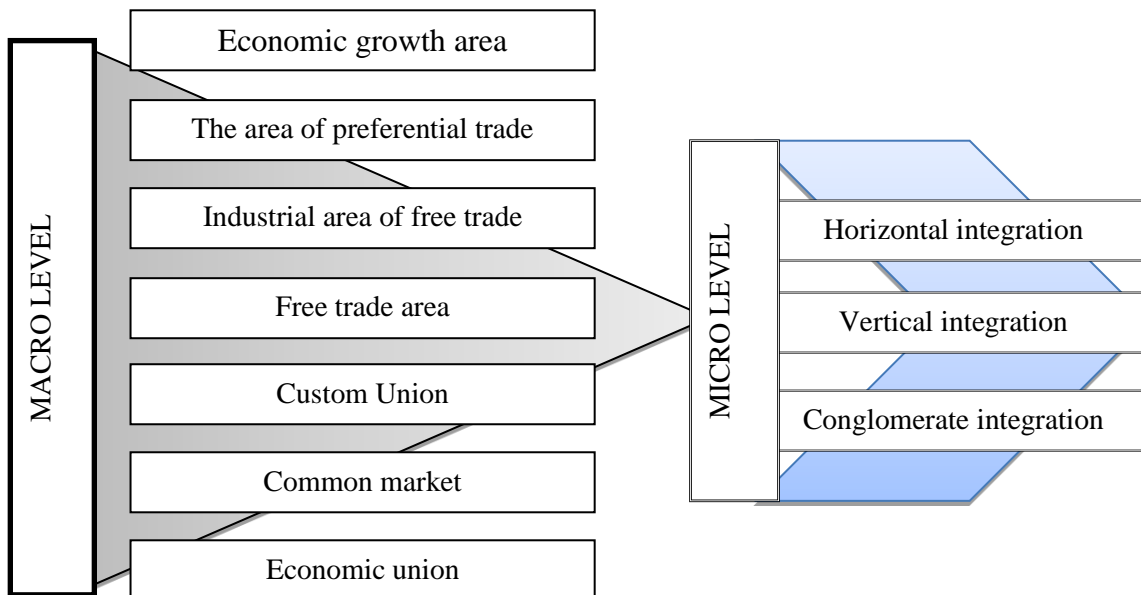 MACRO LEVEL
Economic growth area
The area of preferential trade
Industrial area of free trade
Free trade area
Custom Union
Common market
Economic union
MICRO LEVEL
Horizontal integration
Vertical integration
Conglomerate integration